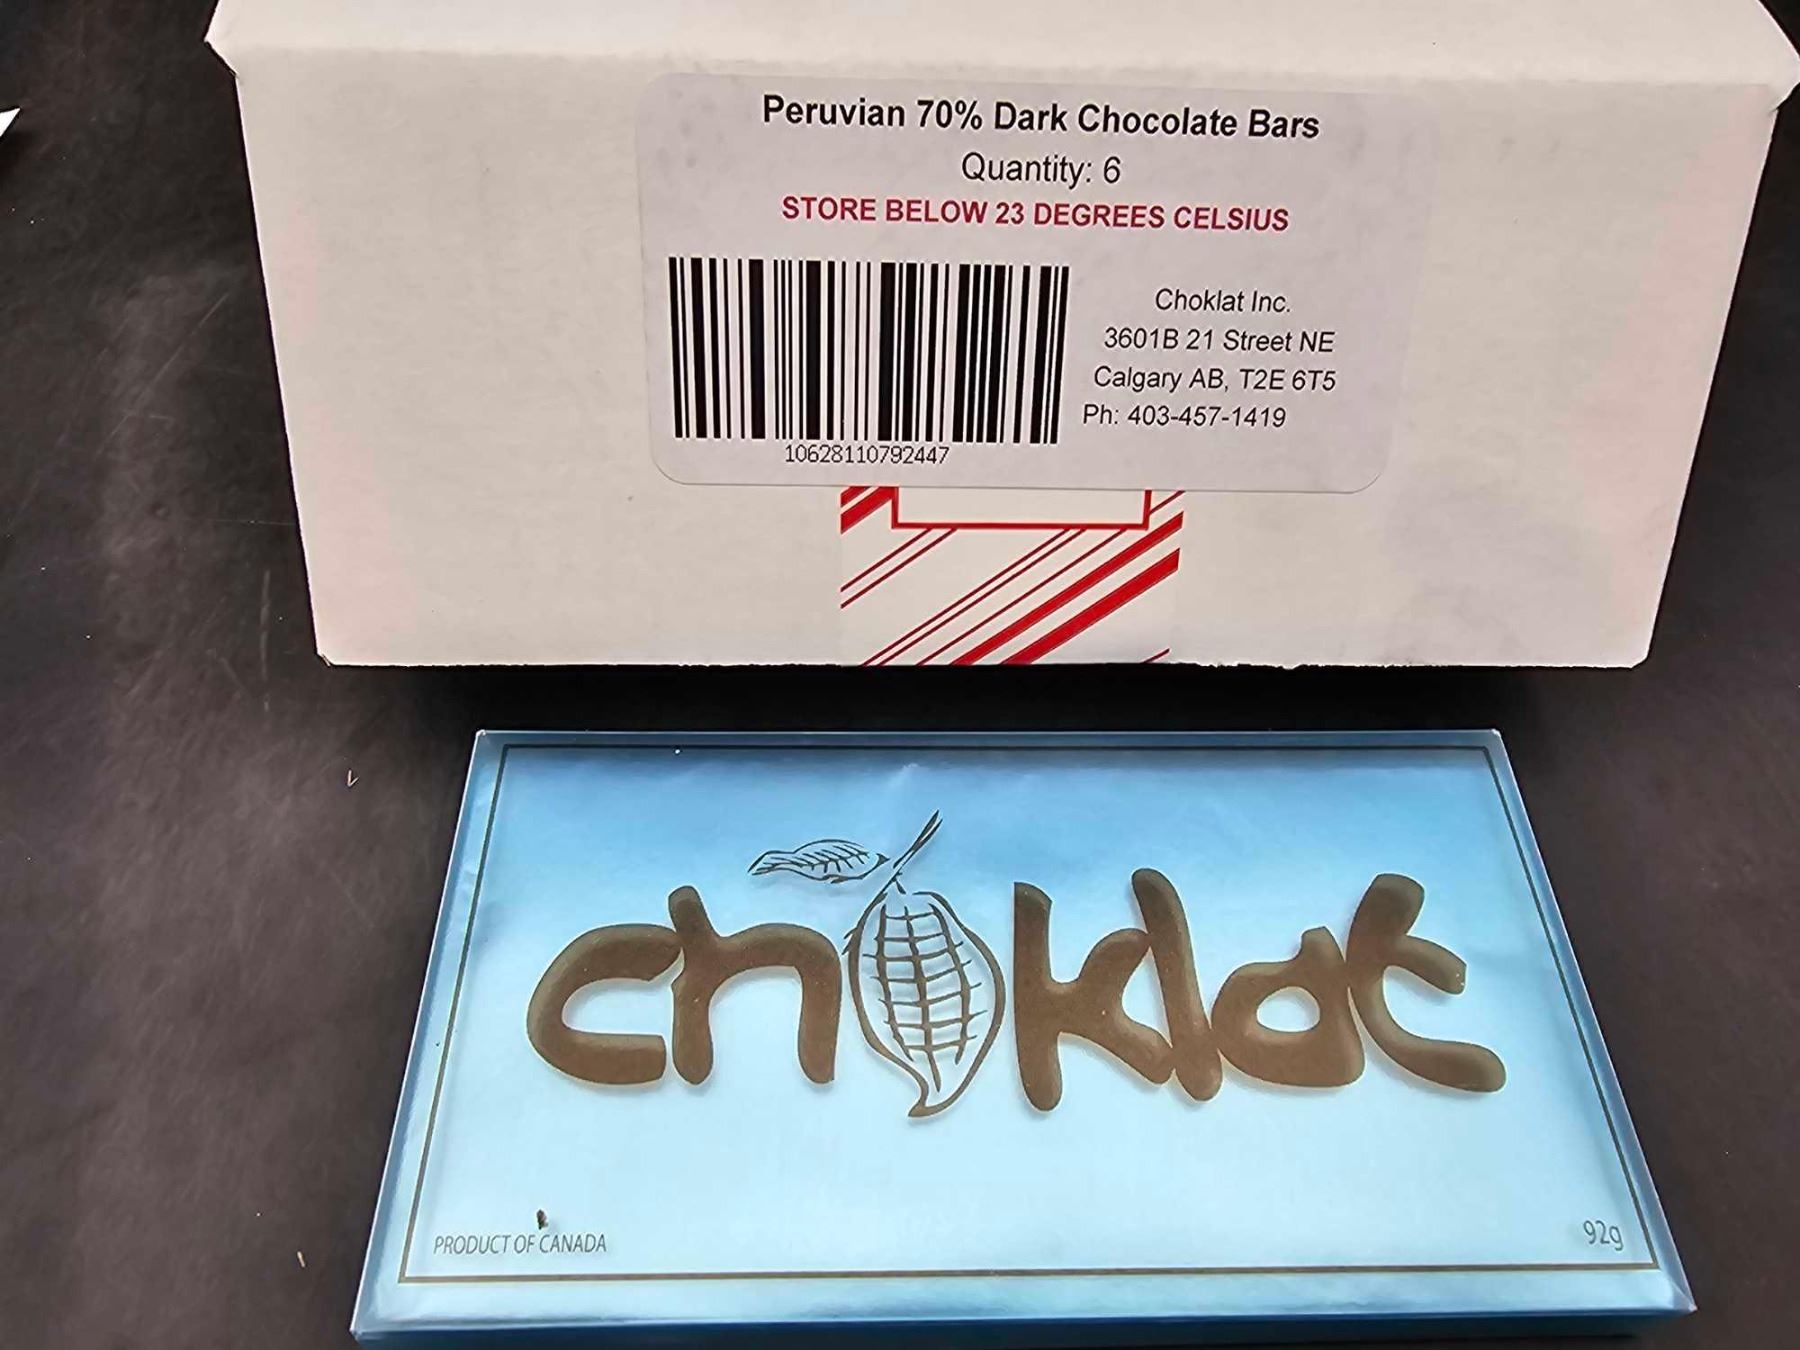 Peruvian 70% Dark Chocolate Bars
Quantity: 6
STORE BELOW 23 DEGREES CELSIUS
Choklat Inc.
3601B 21 Street NE
Calgary AB, T2E 6T5
Ph: 403-457-1419
10628110792447
choklat
PRODUCT OF CANADA
92g